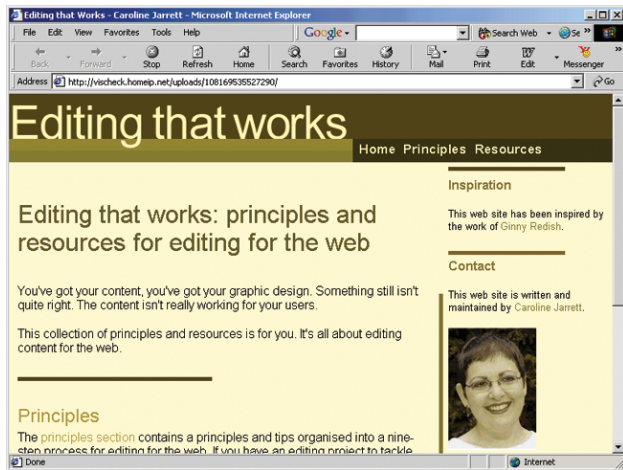 Editing that Works - Caroline Jarrett - Microsoft Internet Explorer
File Edit View Favorites Tools Help Google Search Web Se »
Back Forward Stop Refresh Home Search Favorites History Mail Print Edit Messenger »
Address http://vischeck.homeip.net/uploads/108169535527290/ Go
Editing that works
Home Principles Resources
Editing that works: principles and
resources for editing for the web
You've got your content, you've got your graphic design. Something still isn't
quite right. The content isn't really working for your users.
This collection of principles and resources is for you. It's all about editing
content for the web.
Principles
The principles section contains a principles and tips organised into a nine-
step process for editing for the web. If you have an editing project to tackle
Inspiration
This web site has been inspired by
the work of Ginny Redish.
Contact
This web site is written and
maintained by Caroline Jarrett.
Done Internet